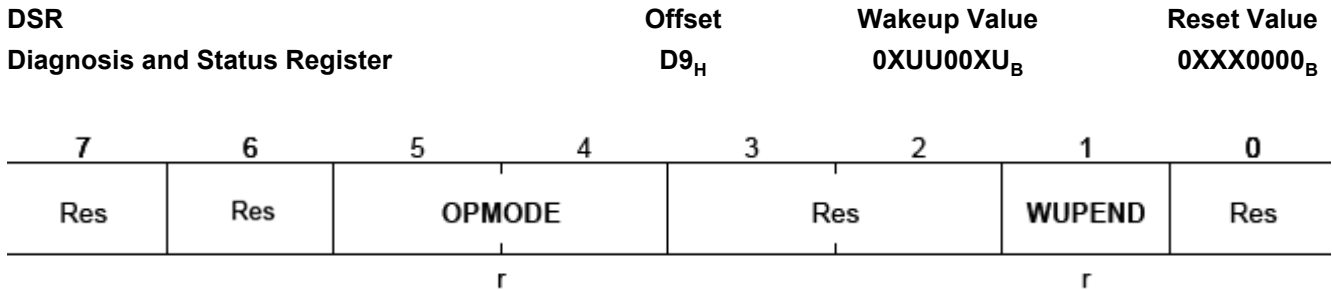 DSR Offset Wakeup Value Reset Value
Diagnosis and Status Register D9H 0XUU00XUB 0XXX0000B
7 6 5 4 3 2 1 0
Res Res OPMODE Res WUPEND Res
r r